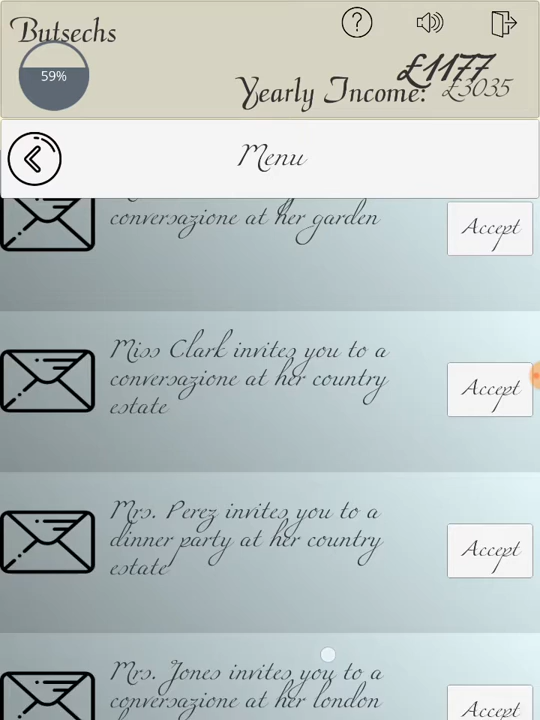 Butsechs
59%
£1177
Yearly Income: £3035
Menu
conversazione at her garden
Accept
Miss Clark invites you to a
conversazione at her country
estate
Accept
Mrs. Perez invites you to a
dinner party at her country
estate
Accept
Mrs. Jones invites you to a
conversazione at her london
Accept